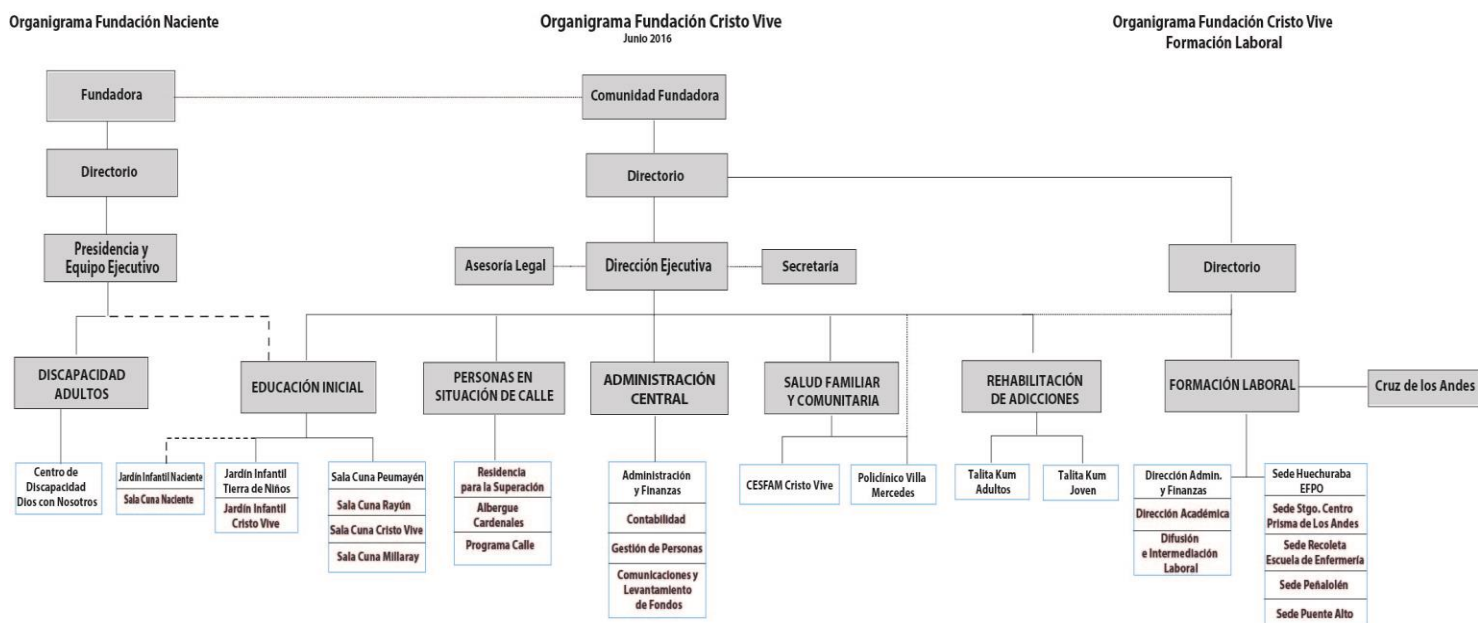 Organigrama Fundación Naciente
Organigrama Fundación Cristo Vive
Junio 2016
Organigrama Fundación Cristo Vive
Formación Laboral
Fundadora
Comunidad Fundadora
Directorio
Directorio
Presidencia y
Equipo Ejecutivo
Asesoría Legal
Dirección Ejecutiva
Secretaría
Directorio
DISCAPACIDAD
ADULTOS
EDUCACIÓN INICIAL
PERSONAS EN
SITUACIÓN DE CALLE
ADMINISTRACIÓN
CENTRAL
SALUD FAMILIAR
Y COMUNITARIA
REHABILITACIÓN
DE ADICCIONES
FORMACIÓN LABORAL
Cruz de los Andes
Centro de
Discapacidad
Dios con Nosotros
Jardín Infantil Naciente
Sala Cuna Naciente
Jardín Infantil
Tierra de Niños
Jardín Infantil
Cristo Vive
Sala Cuna Peumayén
Sala Cuna Rayún
Sala Cuna Cristo Vive
Sala Cuna Millaray
Residencia
para la Superación
Albergue
Cardenales
Programa Calle
Administración
y Finanzas
Contabilidad
Gestión de Personas
Comunicaciones y
Levantamiento
de Fondos
CESFAM Cristo Vive
Policlínico Villa
Mercedes
Talita Kum
Adultos
Talita Kum
Joven
Dirección Admin.
y Finanzas
Dirección Académica
Difusión
e Intermediación
Laboral
Sede Huechuraba
EFPO
Sede Stgo. Centro
Prisma de Los Andes
Sede Recoleta
Escuela de Enfermería
Sede Peñalolén
Sede Puente Alto